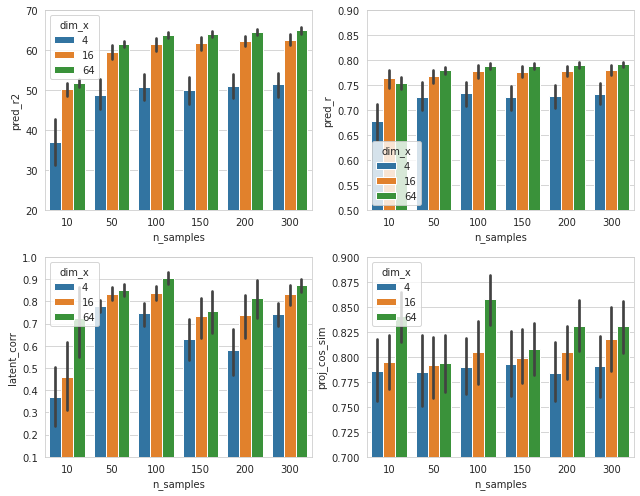 70
60
50
40
30
20
pred_r2
dim_x
4
16
64
10 50 100 150 200 300
n_samples
0.90
0.85
0.80
0.75
0.70
0.65
0.60
0.55
0.50
pred_r
dim_x
4
16
64
10 50 100 150 200 300
n_samples
1.0
0.9
0.8
0.7
0.6
0.5
0.4
0.3
0.2
0.1
latent_corr
dim_x
4
16
64
10 50 100 150 200 300
n_samples
0.900
0.875
0.850
0.825
0.800
0.775
0.750
0.725
0.700
proj_cos_sim
dim_x
4
16
64
10 50 100 150 200 300
n_samples